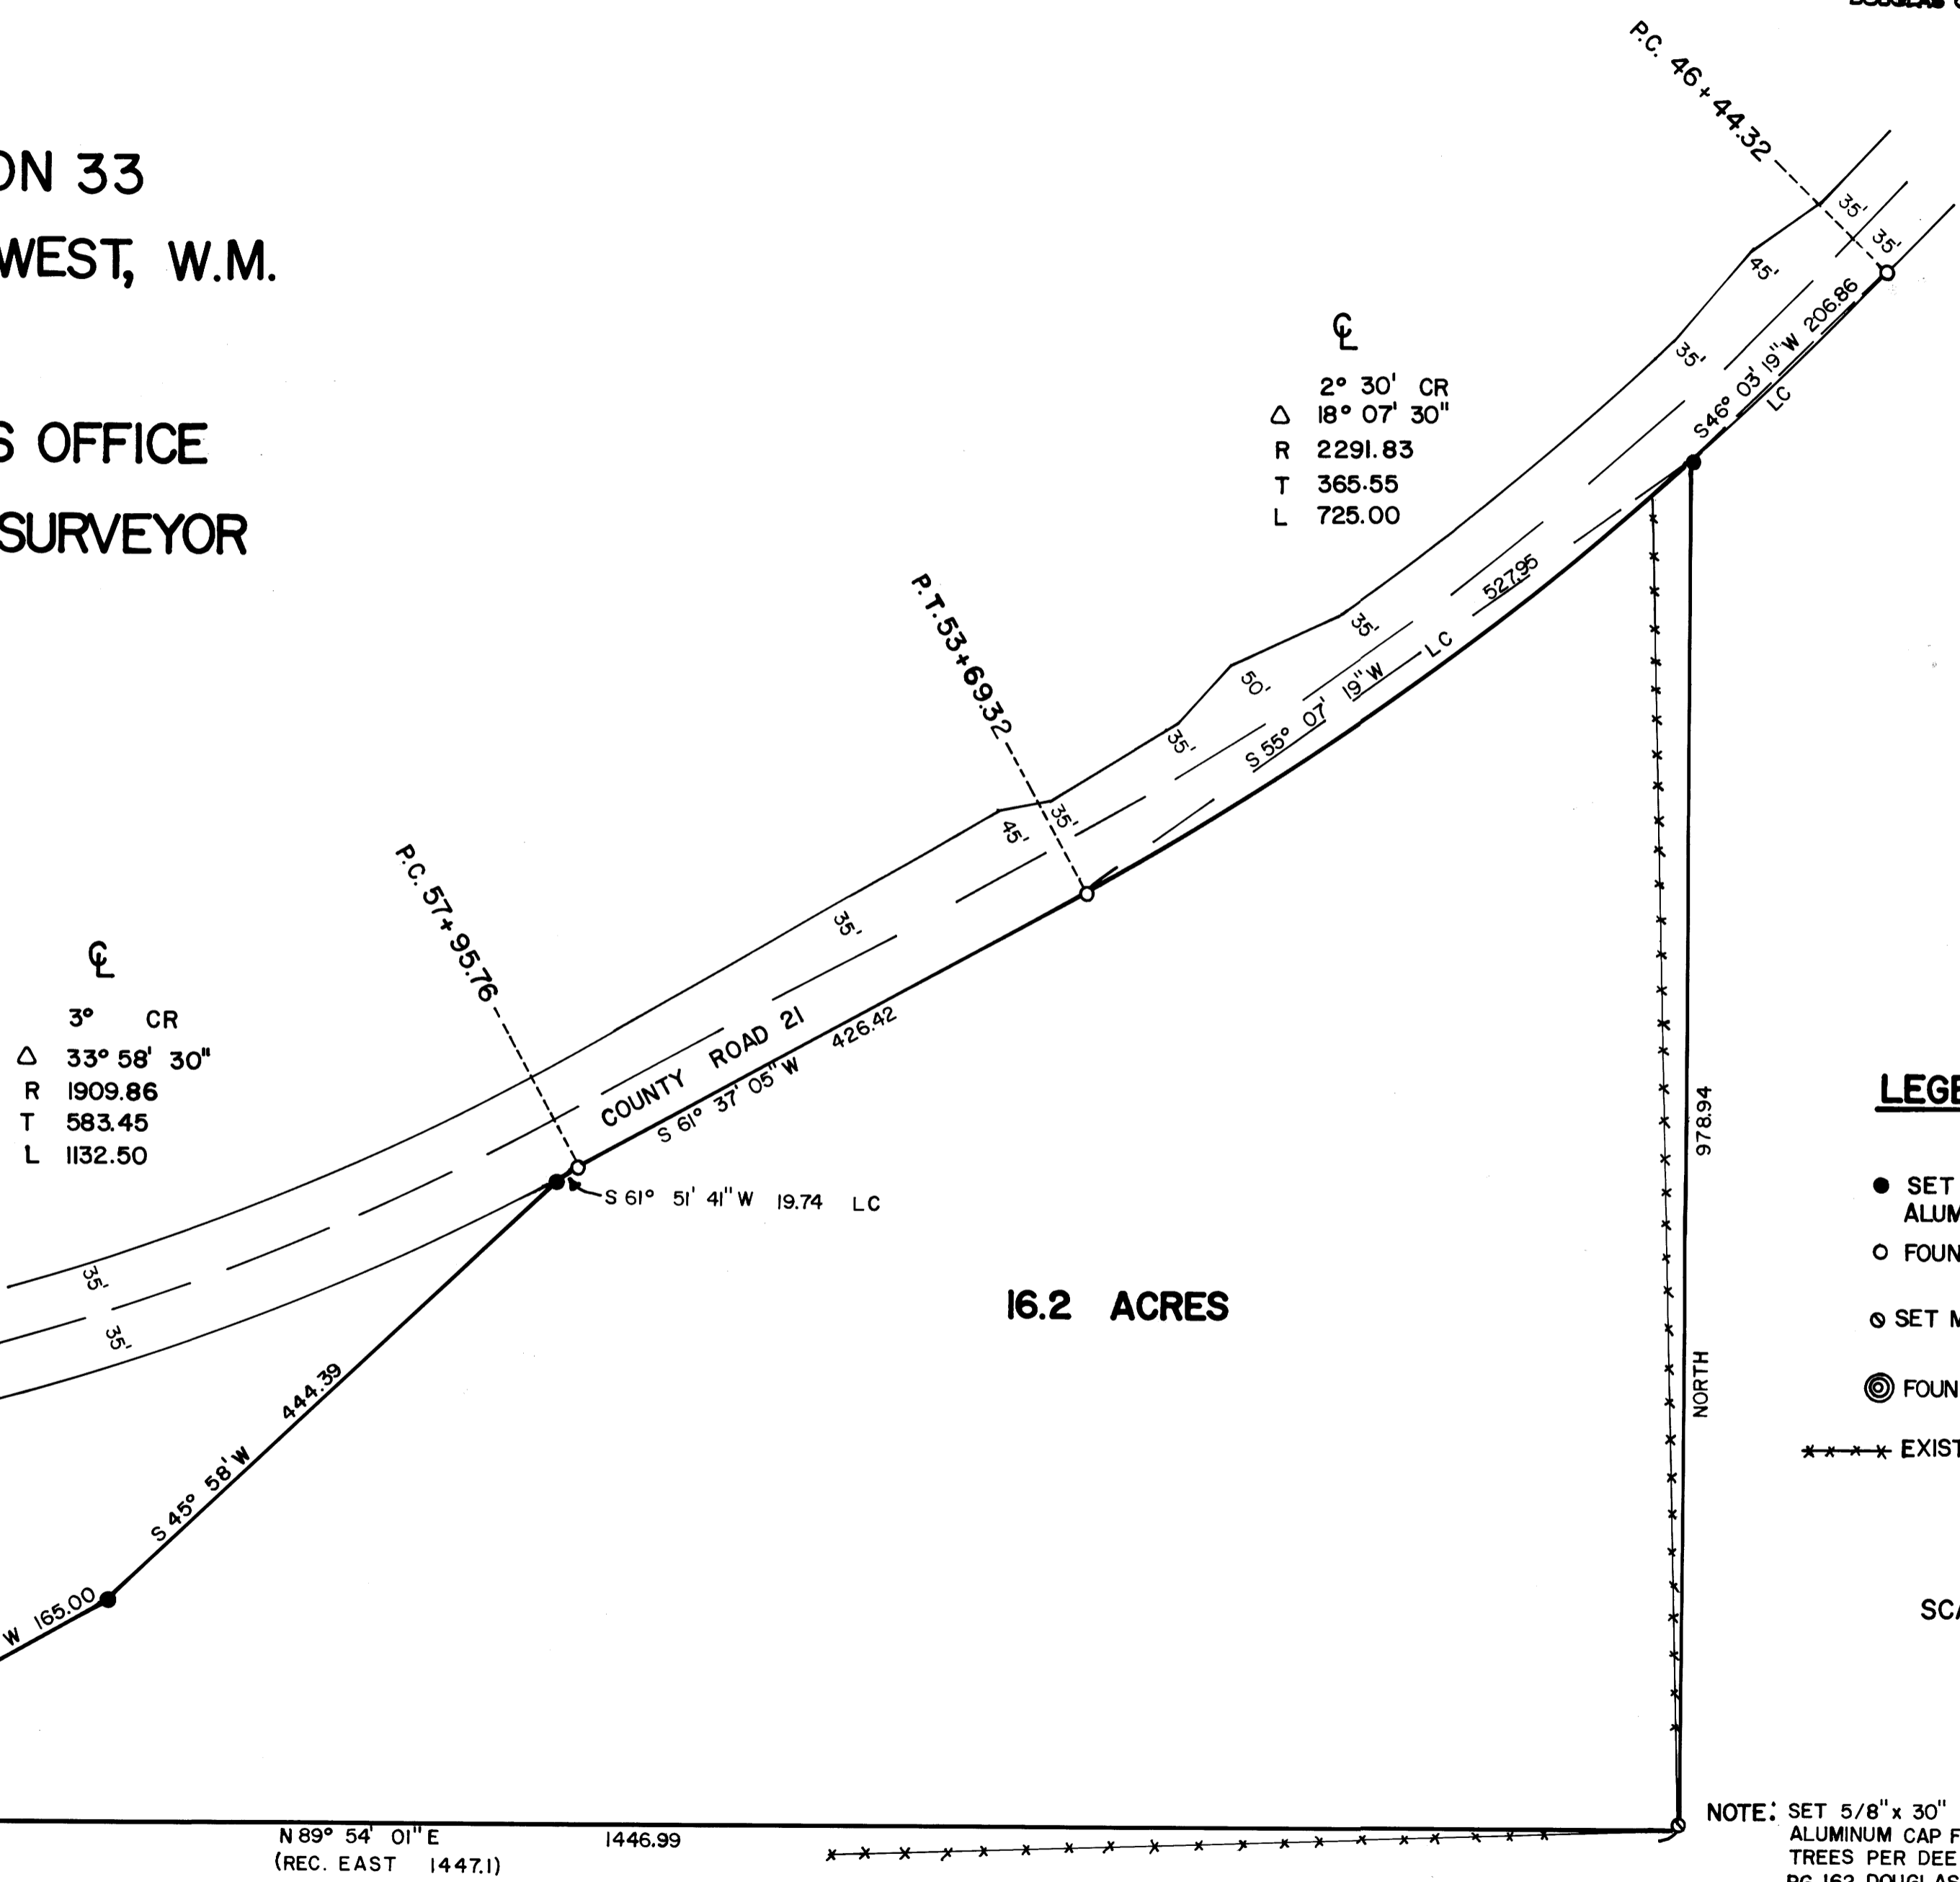 DOUGLAS
ON 33
WEST, W.M.
S OFFICE
SURVEYOR
P.C. 46+44.32
35'
35'
45'
35'
S46° 03' 19"W 206.86
LC
℄
2° 30' CR
△ 18° 07' 30"
R 2291.83
T 365.55
L 725.00
P.T. 53+69.32
527.95
S 55° 07' 19"W LC
35'
50'
35'
35'
45'
35'
P.C. 57+95.76
COUNTY ROAD 21
S 61° 37' 05"W 426.42
℄
3° CR
△ 33° 58' 30"
R 1909.86
T 583.45
L 1132.50
S 61° 51' 41"W 19.74 LC
35'
35'
S 45° 58' W 444.39
W 165.00
16.2 ACRES
978.94
NORTH
LEGE
SET
ALUM
FOUN
SET M
FOUN
EXIST
SCA
N 89° 54' 01"E 1446.99
(REC. EAST 1447.1)
NOTE: SET 5/8" x 30"
ALUMINUM CAP F
TREES PER DEE
PG 162 DOUGLAS